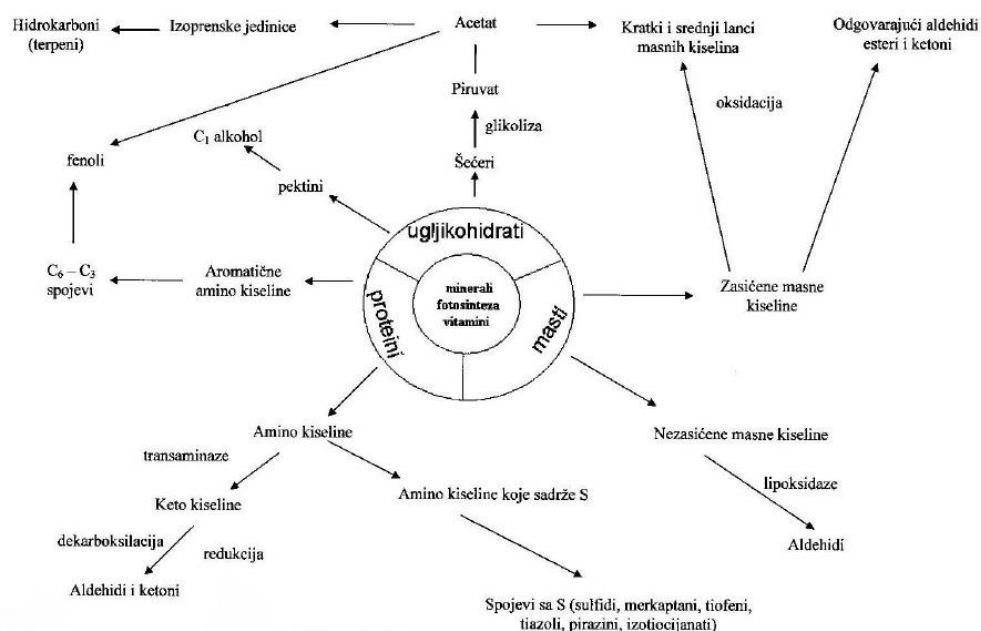 Hidrokarboni
(terpeni)
Izoprenske jedinice
Acetat
Kratki i srednji lanci
masnih kiselina
Odgovarajući aldehidi
esteri i ketoni
Piruvat
oksidacija
glikoliza
C₁ alkohol
fenoli
Šećeri
pektini
ugljikohidrati
C₆ – C₃
spojevi
Aromatične
amino kiseline
proteini
minerali
fotosinteza
vitamini
masti
Zasićene masne
kiseline
Amino kiseline
Nezasićene masne kiseline
transaminaze
lipoksidaze
Keto kiseline
Amino kiseline koje sadrže S
dekarboksilacija
redukcija
Aldehidi
Aldehidi i ketoni
Spojevi sa S (sulfidi, merkaptani, tiofeni,
tiazoli, pirazini, izotiocijanati)